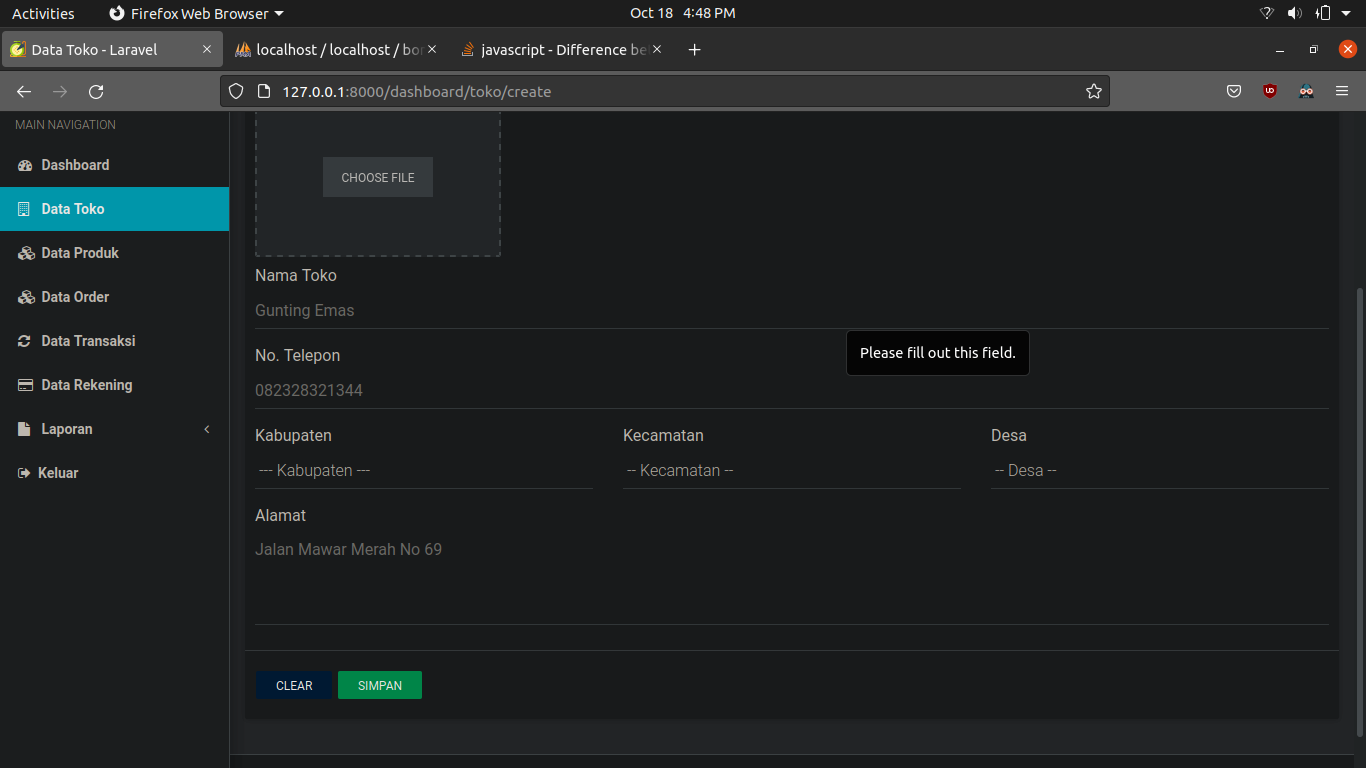 Activities
Firefox Web Browser
Oct 18 4:48 PM
Data Toko - Laravel
localhost / localhost / bor
javascript - Difference be
127.0.0.1:8000/dashboard/toko/create
MAIN NAVIGATION
Dashboard
Data Toko
Data Produk
Data Order
Data Transaksi
Data Rekening
Laporan
Keluar
CHOOSE FILE
Nama Toko
Gunting Emas
Please fill out this field.
No. Telepon
082328321344
Kabupaten
Kecamatan
Desa
--- Kabupaten ---
-- Kecamatan --
-- Desa --
Alamat
Jalan Mawar Merah No 69
CLEAR
SIMPAN